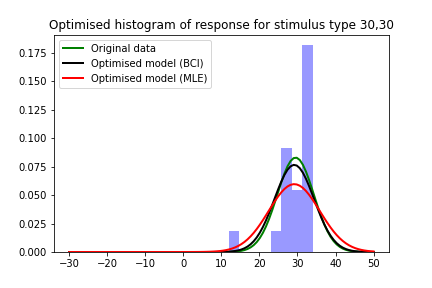 Optimised histogram of response for stimulus type 30,30
Original data
Optimised model (BCI)
Optimised model (MLE)
0.175
0.150
0.125
0.100
0.075
0.050
0.025
0.000
−30 −20 −10 0 10 20 30 40 50